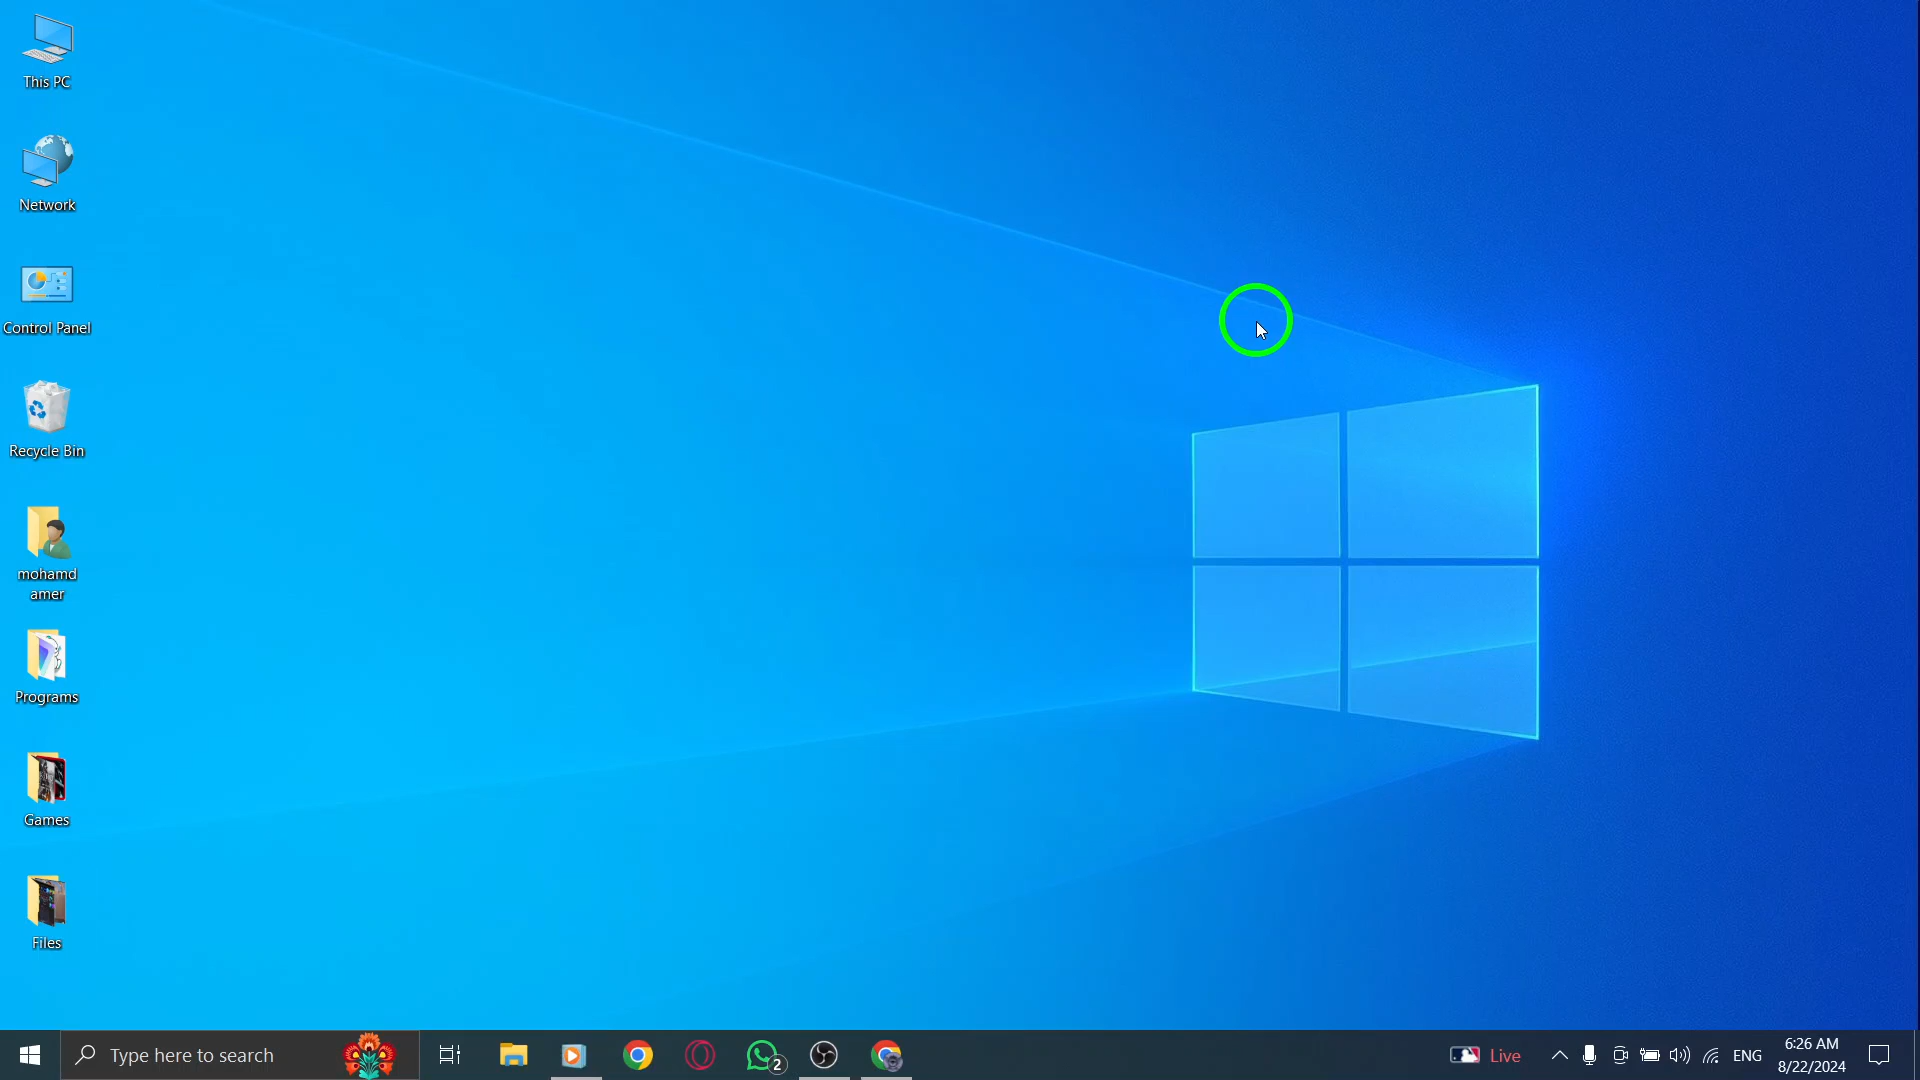 This PC
Network
Control Panel
Recycle Bin
mohamd
amer
Programs
Games
Files
Type here to search
2
Live
ENG
6:26 AM
8/22/2024